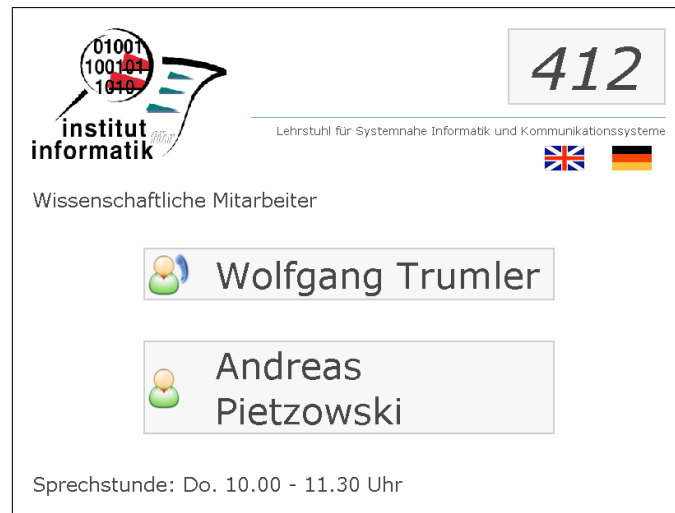 01001
100101
1010
412
institut für
informatik
Lehrstuhl für Systemnahe Informatik und Kommunikationssysteme
Wissenschaftliche Mitarbeiter
Wolfgang Trumler
Andreas
Pietzowski
Sprechstunde: Do. 10.00 - 11.30 Uhr